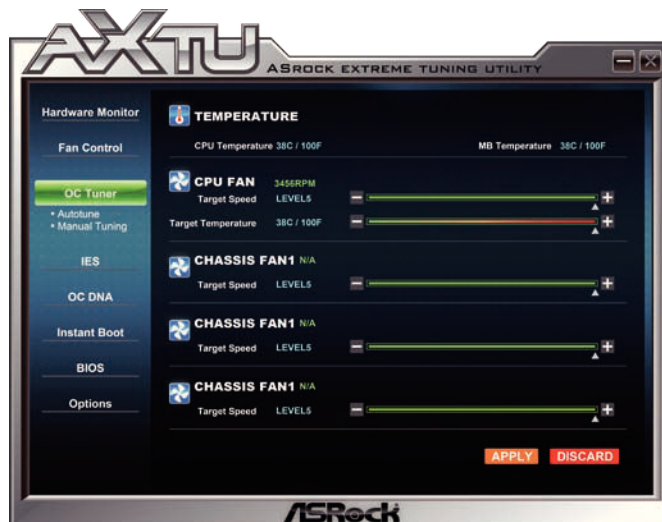 AXTU
ASROCK EXTREME TUNING UTILITY
Hardware Monitor
Fan Control
OC Tuner
• Autotune
• Manual Tuning
IES
OC DNA
Instant Boot
BIOS
Options
TEMPERATURE
CPU Temperature 38C / 100F
MB Temperature 38C / 100F
CPU FAN 3456RPM
Target Speed LEVEL5
Target Temperature 38C / 100F
CHASSIS FAN1 N/A
Target Speed LEVEL5
CHASSIS FAN1 N/A
Target Speed LEVEL5
CHASSIS FAN1 N/A
Target Speed LEVEL5
APPLY DISCARD
ASRock